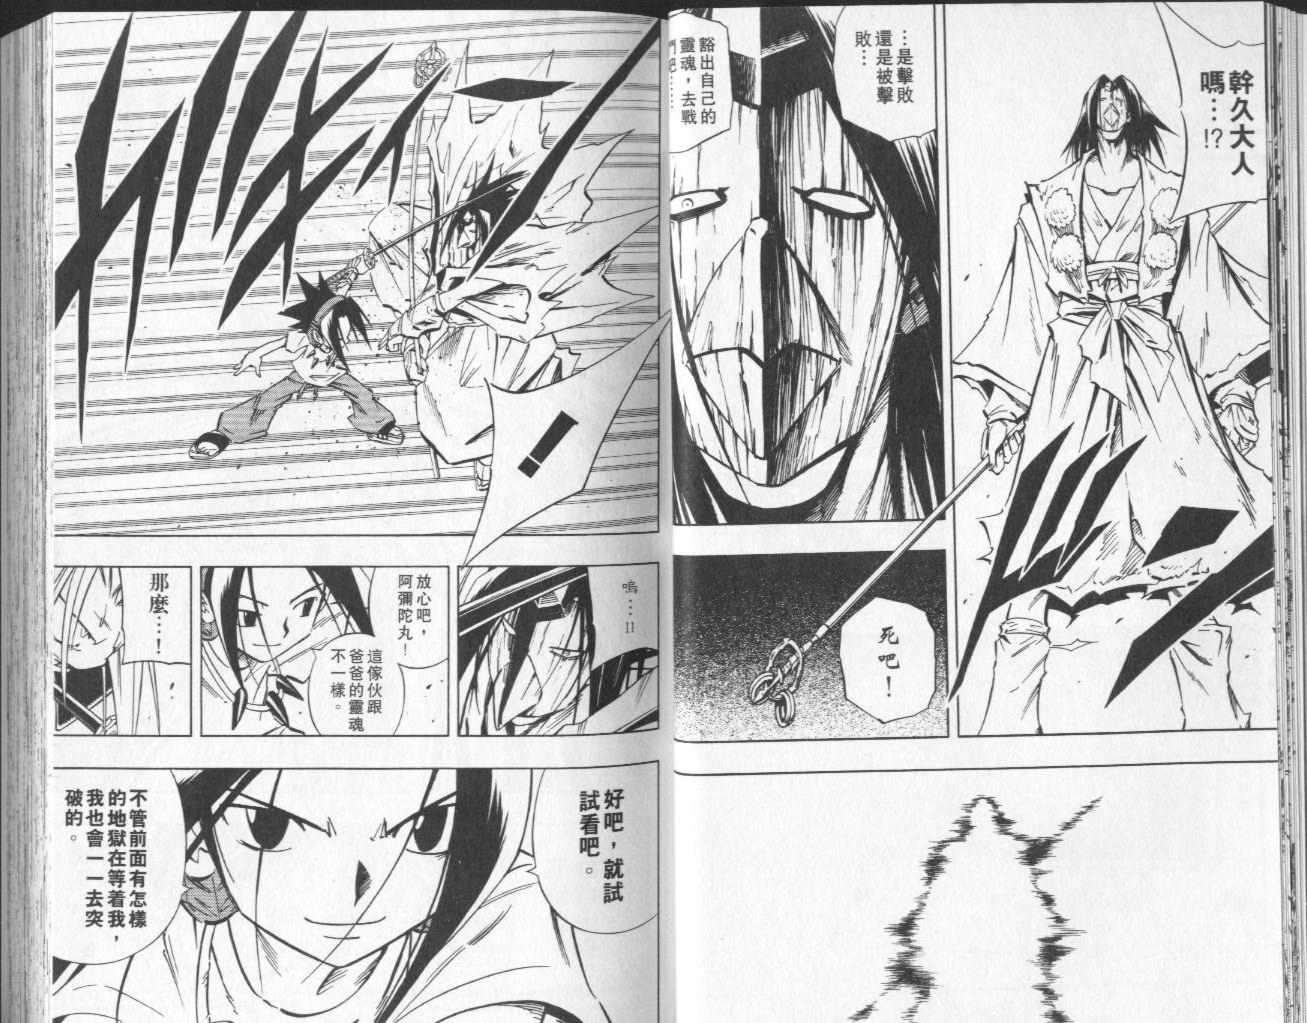 幹久大人
嗎…!?
…是擊敗
還是被擊
敗…
豁出自己的
靈魂，去戰
鬥吧……
死吧！
！
嗚…!!
放心吧，
阿彌陀丸！
這傢伙跟
爸爸的靈魂
不一樣。
那麼…！
好吧，就試
試看吧。
不管前面有怎樣
的地獄在等着我，
我也會一一去突
破的。